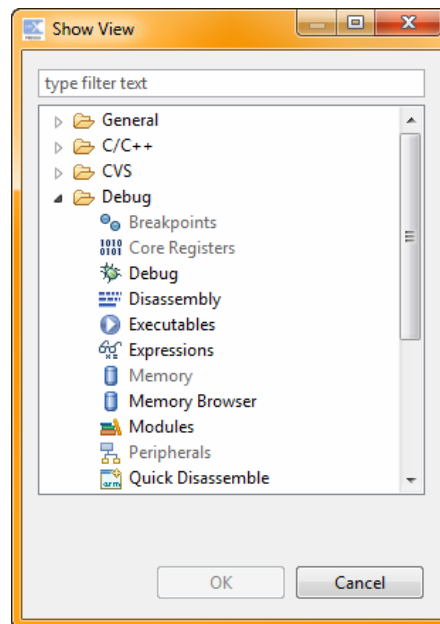 Show View
type filter text
General
C/C++
CVS
Debug
Breakpoints
Core Registers
Debug
Disassembly
Executables
Expressions
Memory
Memory Browser
Modules
Peripherals
Quick Disassemble
OK
Cancel